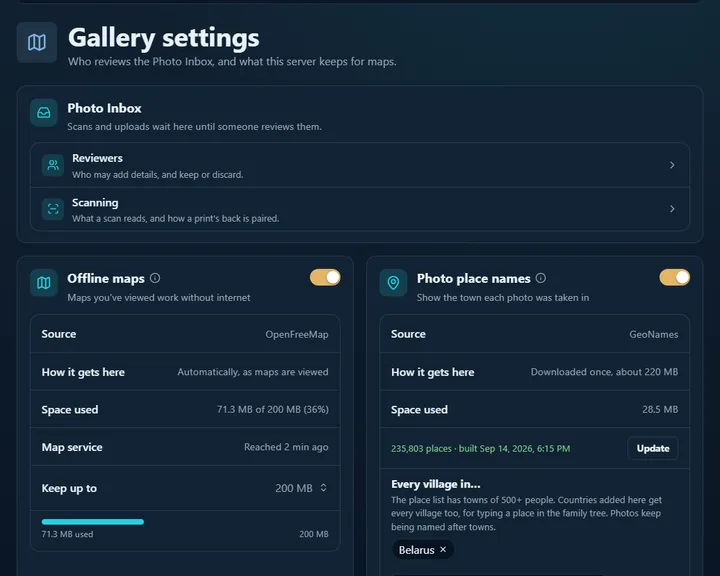 Gallery settings
Who reviews the Photo Inbox, and what this server keeps for maps.
Photo Inbox
Scans and uploads wait here until someone reviews them.
Reviewers
Who may add details, and keep or discard.
Scanning
What a scan reads, and how a print's back is paired.
Offline maps
Maps you've viewed work without internet
Source OpenFreeMap
How it gets here Automatically, as maps are viewed
Space used 71.3 MB of 200 MB (36%)
Map service Reached 2 min ago
Keep up to 200 MB
71.3 MB used 200 MB
Photo place names
Show the town each photo was taken in
Source GeoNames
How it gets here Downloaded once, about 220 MB
Space used 28.5 MB
235,803 places · built Sep 14, 2026, 6:15 PM Update
Every village in...
The place list has towns of 500+ people. Countries added here get
every village too, for typing a place in the family tree. Photos keep
being named after towns.
Belarus ×